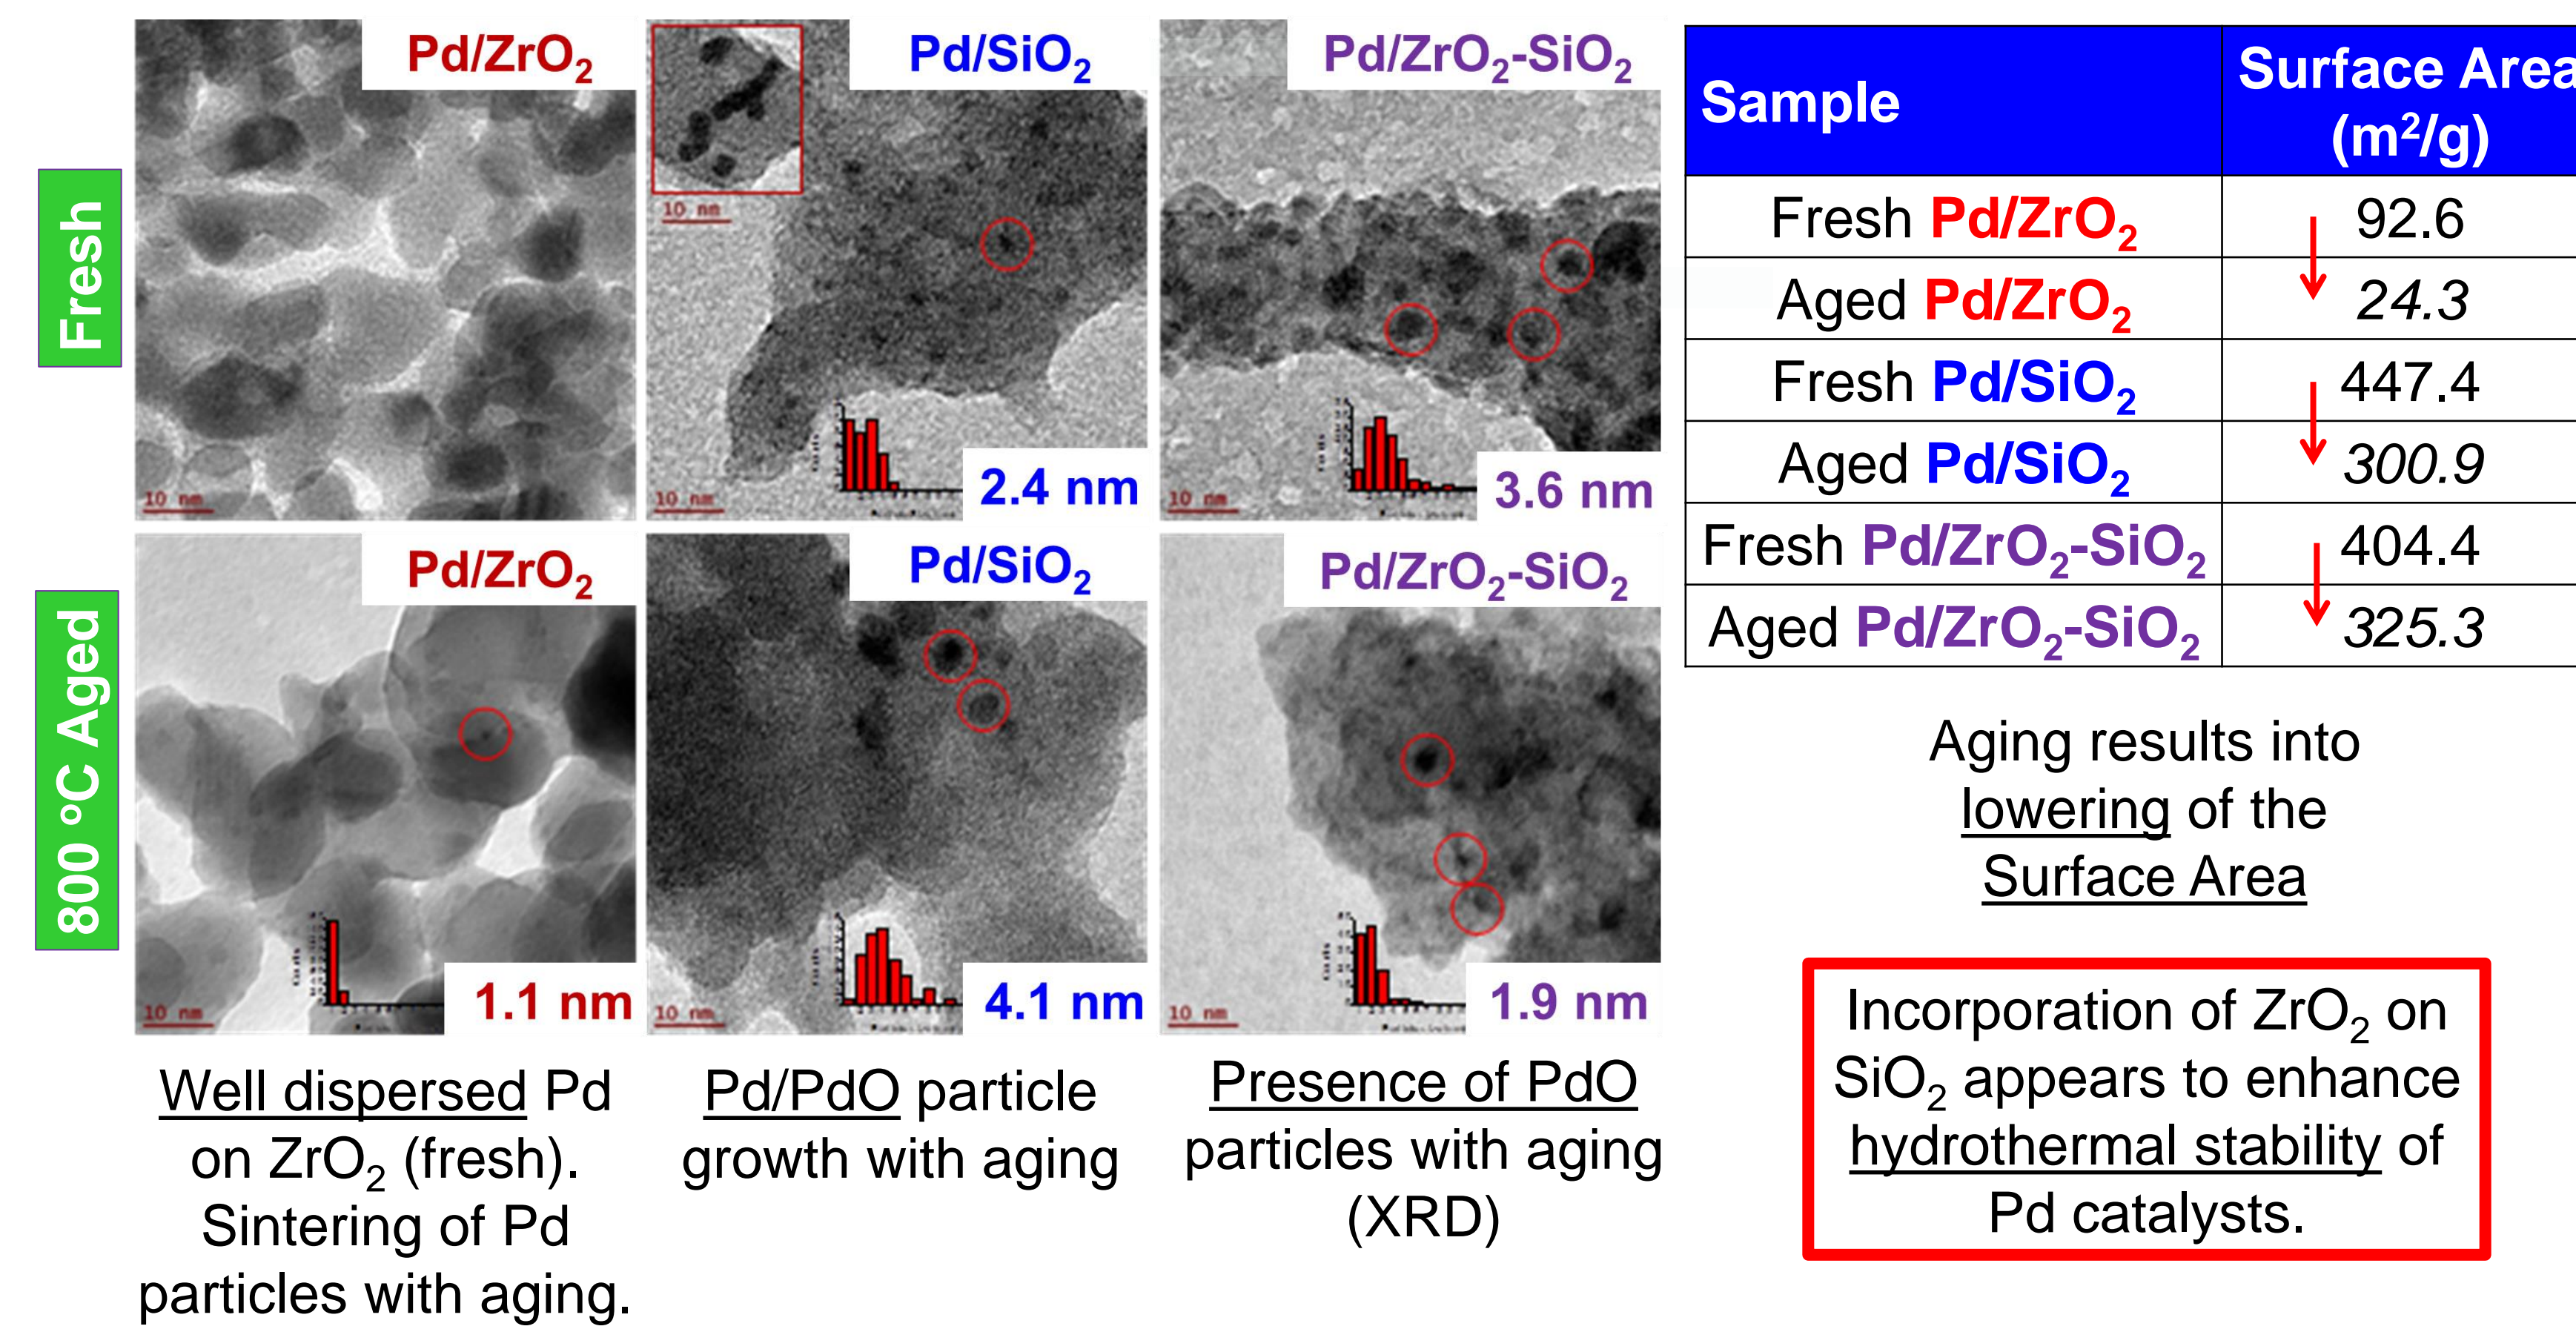 Fresh
Pd/ZrO₂
10 nm
Pd/SiO₂
10 nm
10 nm
2.4 nm
Pd/ZrO₂-SiO₂
10 nm
3.6 nm
800 ºC Aged
Pd/ZrO₂
10 nm
1.1 nm
Pd/SiO₂
10 nm
4.1 nm
Pd/ZrO₂-SiO₂
10 nm
1.9 nm
Well dispersed Pd
on ZrO₂ (fresh).
Sintering of Pd
particles with aging.
Pd/PdO particle
growth with aging
Presence of PdO
particles with aging
(XRD)
Sample
Surface Area
(m²/g)
Fresh Pd/ZrO₂ 92.6
Aged Pd/ZrO₂ 24.3
Fresh Pd/SiO₂ 447.4
Aged Pd/SiO₂ 300.9
Fresh Pd/ZrO₂-SiO₂ 404.4
Aged Pd/ZrO₂-SiO₂ 325.3
Aging results into
lowering of the
Surface Area
Incorporation of ZrO₂ on
SiO₂ appears to enhance
hydrothermal stability of
Pd catalysts.